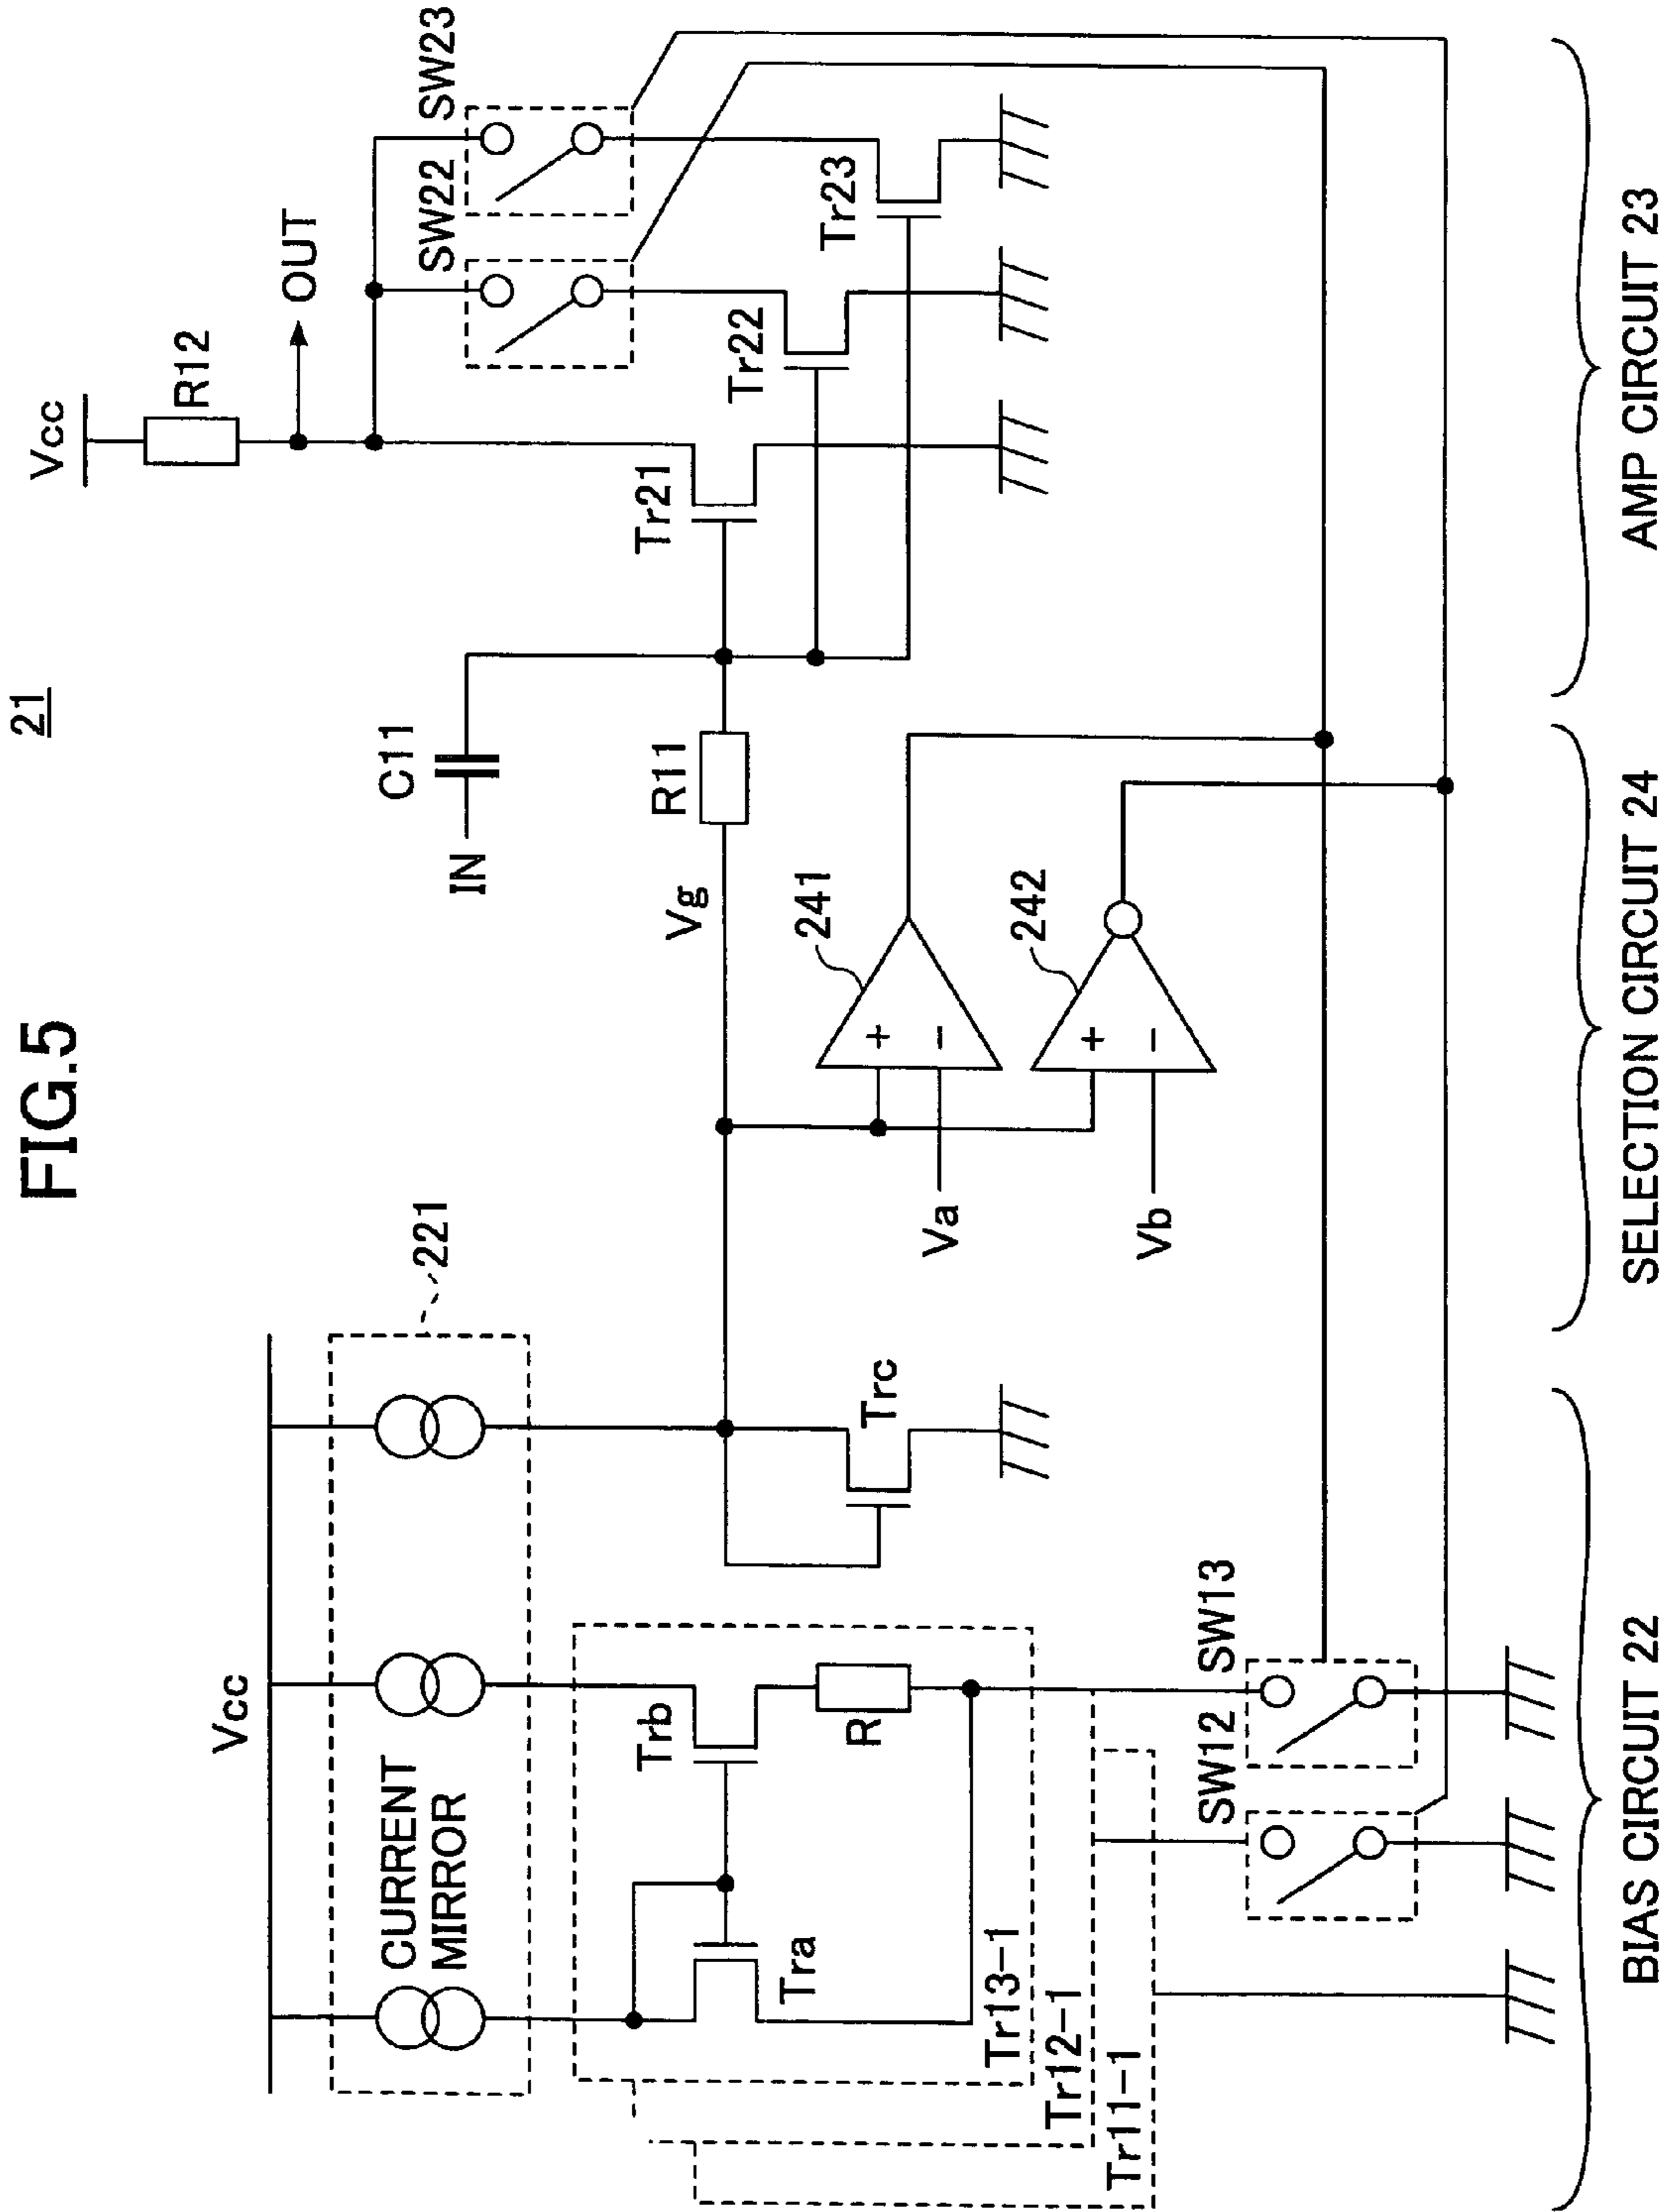 FIG.5
21
Vcc
CURRENT
MIRROR
221
Tra
Trb
R
Trc
Tr13-1
Tr12-1
Tr11-1
SW12
SW13
BIAS CIRCUIT 22
Vg
Va
Vb
+
−
241
+
−
242
SELECTION CIRCUIT 24
IN
C11
R11
Vcc
R12
OUT
Tr21
Tr22
Tr23
SW22
SW23
AMP CIRCUIT 23